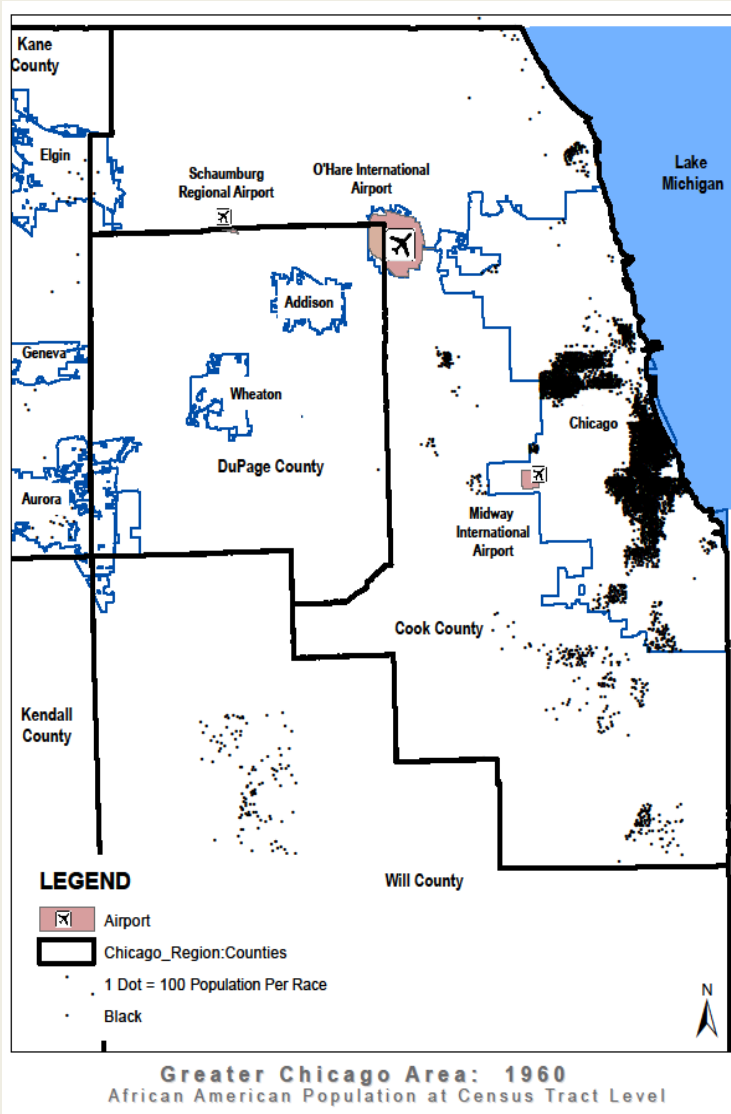 Kane
County
Elgin
Schaumburg
Regional Airport
O'Hare International
Airport
Lake
Michigan
Addison
Geneva
Wheaton
Chicago
DuPage County
Aurora
Midway
International
Airport
Cook County
Kendall
County
Will County
LEGEND
Airport
Chicago_Region:Counties
1 Dot = 100 Population Per Race
Black
N
Greater Chicago Area: 1960
African American Population at Census Tract Level